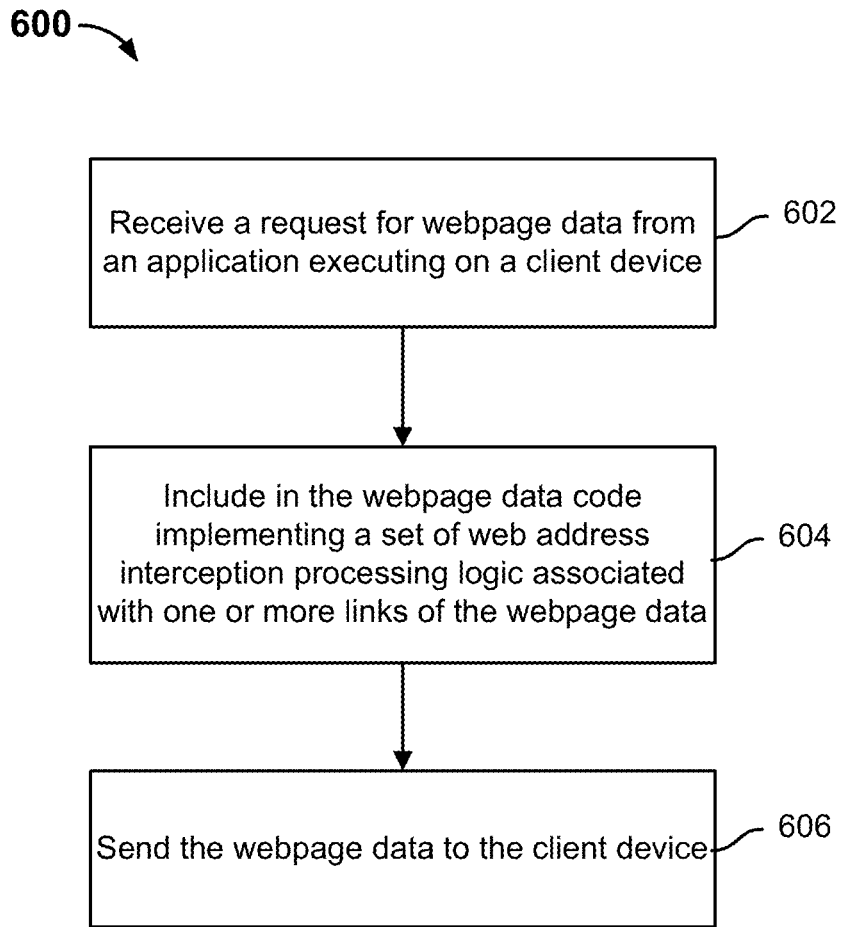 600
Receive a request for webpage data from
an application executing on a client device
602
Include in the webpage data code
implementing a set of web address
interception processing logic associated
with one or more links of the webpage data
604
Send the webpage data to the client device
606